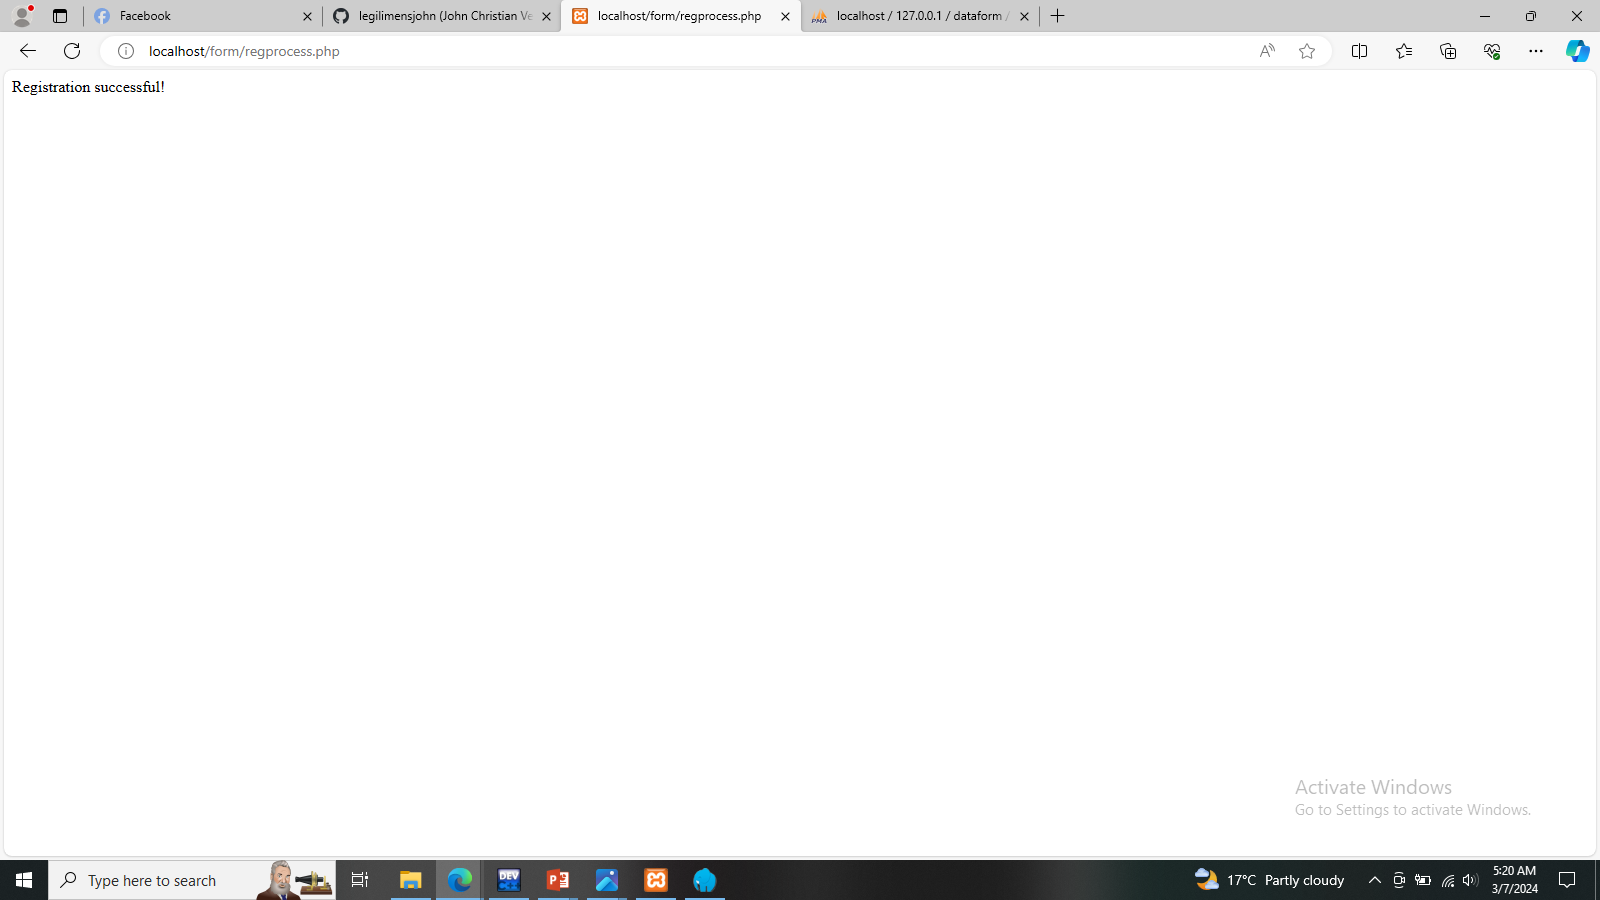 Facebook
legilimensjohn (John Christian Ve
localhost/form/regprocess.php
localhost / 127.0.0.1 / dataform /
localhost/form/regprocess.php
Registration successful!
Activate Windows
Go to Settings to activate Windows.
Type here to search
DEV
17°C Partly cloudy
5:20 AM
3/7/2024